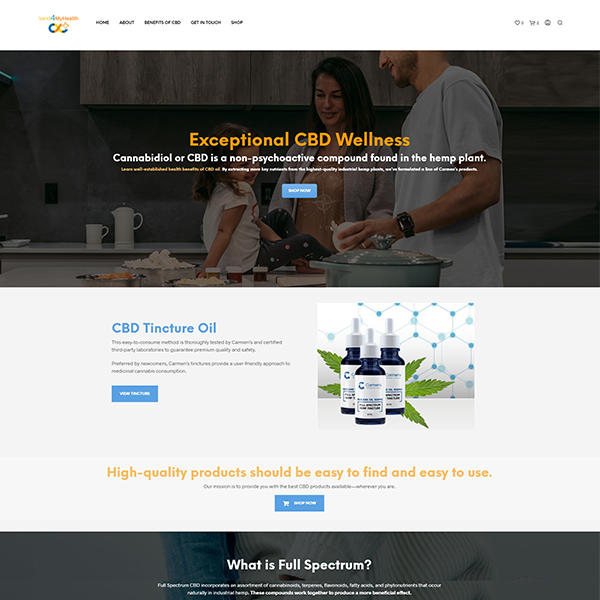 MyHealth
HOME ABOUT BENEFITS OF CBD GET IN TOUCH SHOP
0 0
Exceptional CBD Wellness
Cannabidiol or CBD is a non-psychoactive compound found in the hemp plant.
Learn well-established health benefits of CBD oil. By extracting more key nutrients from the highest-quality industrial hemp plants, we've formulated a line of Carmen's products.
SHOP NOW
CBD Tincture Oil
This easy-to-consume method is thoroughly tested by Carmen's and certified
third-party laboratories to guarantee premium quality and safety.
Preferred by newcomers, Carmen's tinctures provide a user-friendly approach to
medicinal cannabis consumption.
VIEW TINCTURE
Carmen's
FULL SPECTRUM
HEMP TINCTURE
High-quality products should be easy to find and easy to use.
Our mission is to provide you with the best CBD products available—wherever you are.
SHOP NOW
What is Full Spectrum?
Full Spectrum CBD incorporates an assortment of cannabinoids, terpenes, flavonoids, fatty acids, and phytonutrients that occur
naturally in industrial hemp. These compounds work together to produce a more beneficial effect.